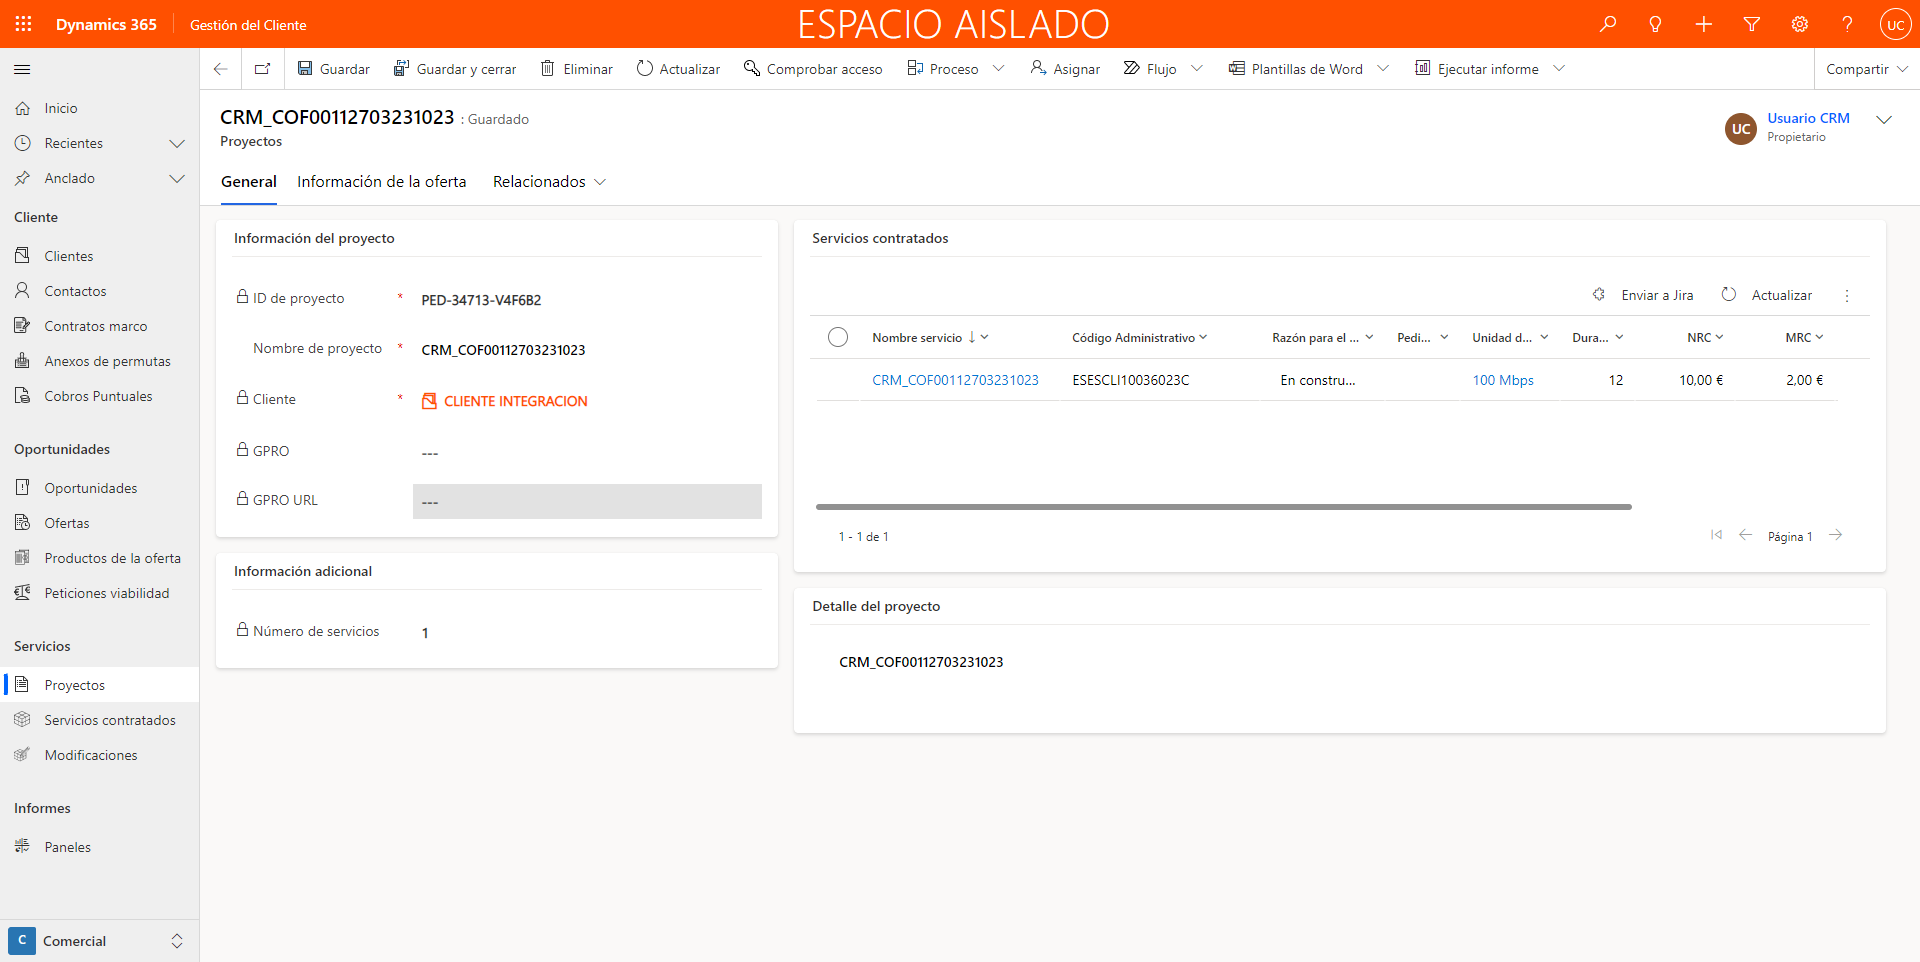 Dynamics 365
Gestión del Cliente
ESPACIO AISLADO
UC
Guardar
Guardar y cerrar
Eliminar
Actualizar
Comprobar acceso
Proceso
Asignar
Flujo
Plantillas de Word
Ejecutar informe
Compartir
Inicio
Recientes
Anclado
Cliente
Clientes
Contactos
Contratos marco
Anexos de permutas
Cobros Puntuales
Oportunidades
Oportunidades
Ofertas
Productos de la oferta
Peticiones viabilidad
Servicios
Proyectos
Servicios contratados
Modificaciones
Informes
Paneles
C Comercial
CRM_COF00112703231023 : Guardado
Proyectos
UC
Usuario CRM
Propietario
General
Información de la oferta
Relacionados
Información del proyecto
ID de proyecto * PED-34713-V4F6B2
Nombre de proyecto * CRM_COF00112703231023
Cliente * CLIENTE INTEGRACION
GPRO ---
GPRO URL ---
Información adicional
Número de servicios 1
Servicios contratados
Enviar a Jira
Actualizar
Nombre servicio Código Administrativo Razón para el ... Pedi... Unidad d... Dura... NRC MRC
CRM_COF00112703231023 ESESCLI10036023C En constru... 100 Mbps 12 10,00 € 2,00 €
1 - 1 de 1
Página 1
Detalle del proyecto
CRM_COF00112703231023